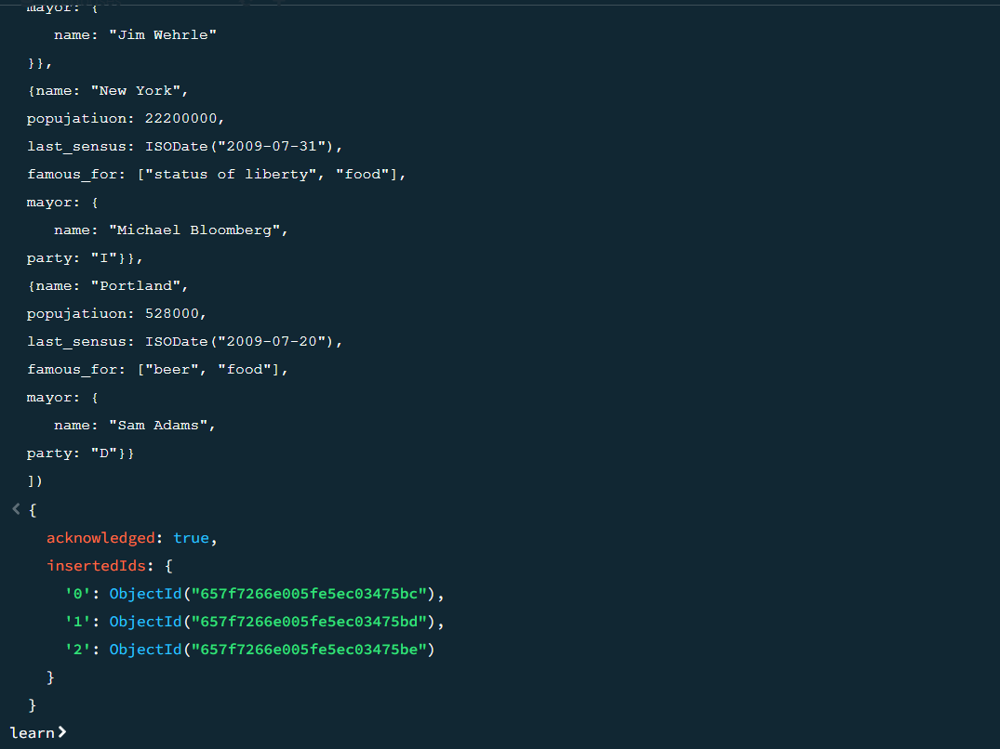 mayor: {
name: "Jim Wehrle"
}},
{name: "New York",
popujatiuon: 22200000,
last_sensus: ISODate("2009-07-31"),
famous_for: ["status of liberty", "food"],
mayor: {
name: "Michael Bloomberg",
party: "I"}},
{name: "Portland",
popujatiuon: 528000,
last_sensus: ISODate("2009-07-20"),
famous_for: ["beer", "food"],
mayor: {
name: "Sam Adams",
party: "D"}}
])
{
acknowledged: true,
insertedIds: {
'0': ObjectId("657f7266e005fe5ec03475bc"),
'1': ObjectId("657f7266e005fe5ec03475bd"),
'2': ObjectId("657f7266e005fe5ec03475be")
}
}
learn>